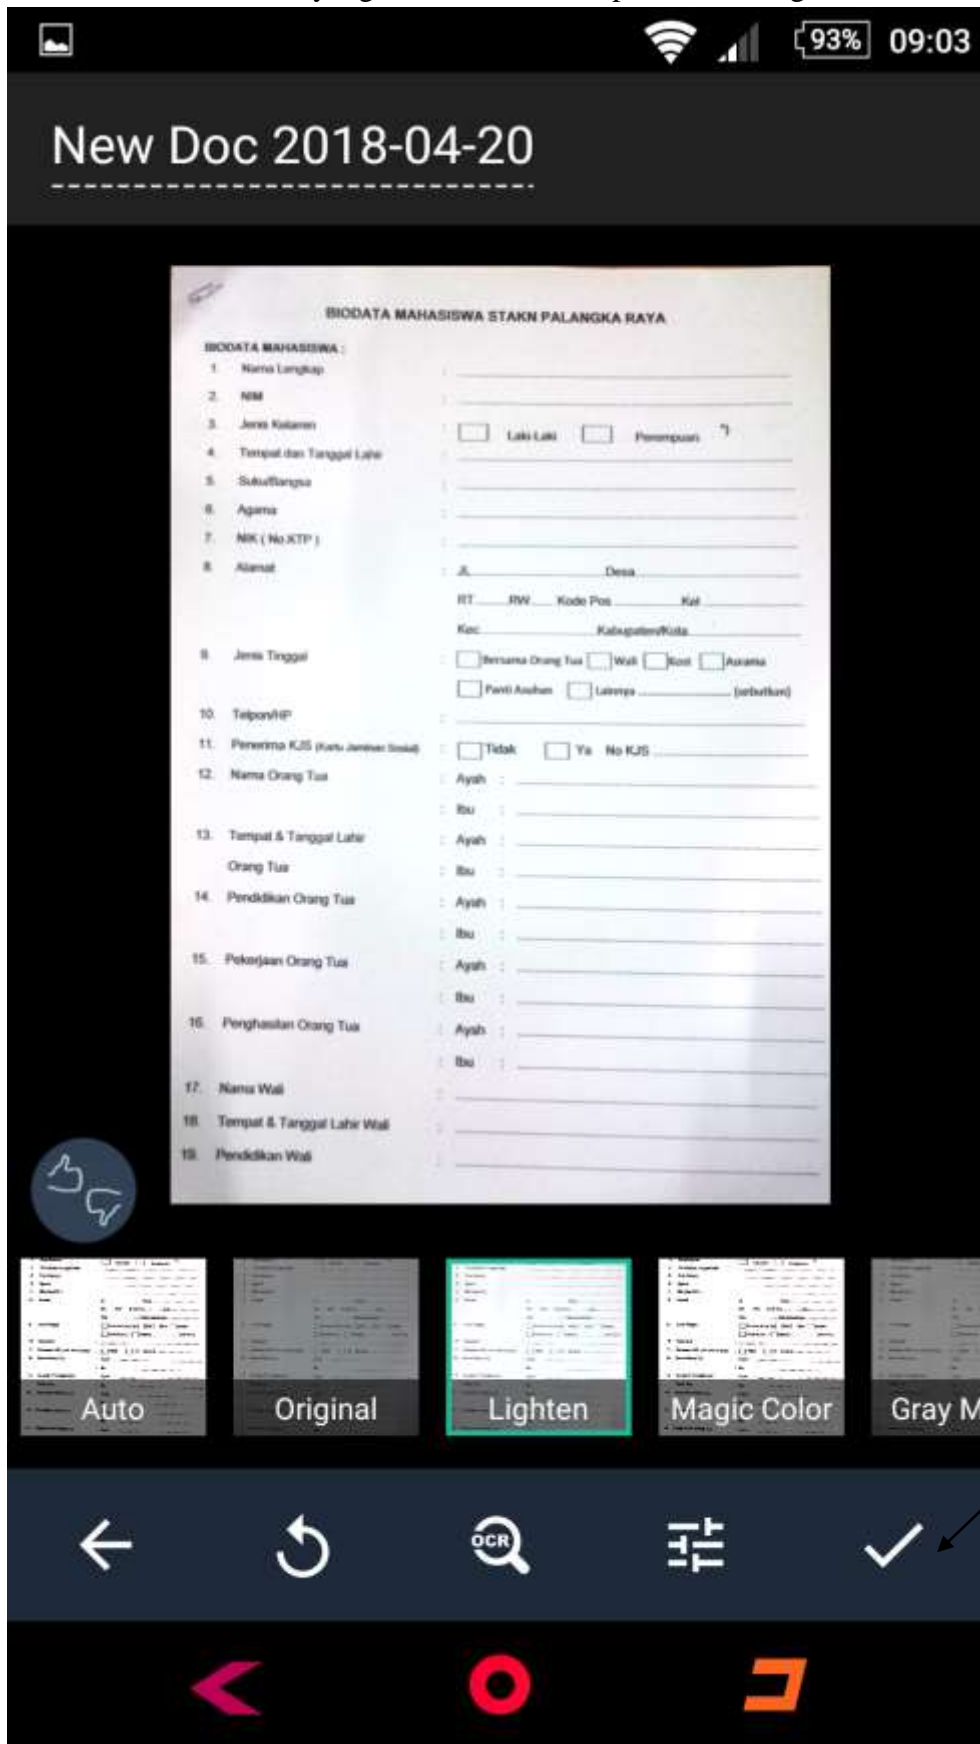 93% 09:03
New Doc 2018-04-20
BIODATA MAHASISWA STAKN PALANGKA RAYA
BIODATA MAHASISWA :
1. Nama Lengkap :
2. NIM :
3. Jenis Kelamin : Laki-Laki Perempuan *)
4. Tempat dan Tanggal Lahir :
5. Suku/Bangsa :
6. Agama :
7. NIK ( No.KTP ) :
8. Alamat : Jl. Desa
RT RW Kode Pos Kel
Kec Kabupaten/Kota
9. Jenis Tinggal : Bersama Orang Tua Wali Kost Asrama
Panti Asuhan Lainnya (sebutkan)
10. Telpon/HP :
11. Penerima KJS (Kartu Jaminan Sosial) : Tidak Ya No KJS
12. Nama Orang Tua : Ayah :
: Ibu :
13. Tempat & Tanggal Lahir : Ayah :
Orang Tua : Ibu :
14. Pendidikan Orang Tua : Ayah :
: Ibu :
15. Pekerjaan Orang Tua : Ayah :
: Ibu :
16. Penghasilan Orang Tua : Ayah :
: Ibu :
17. Nama Wali :
18. Tempat & Tanggal Lahir Wali :
19. Pendidikan Wali :
Auto Original Lighten Magic Color Gray M
OCR